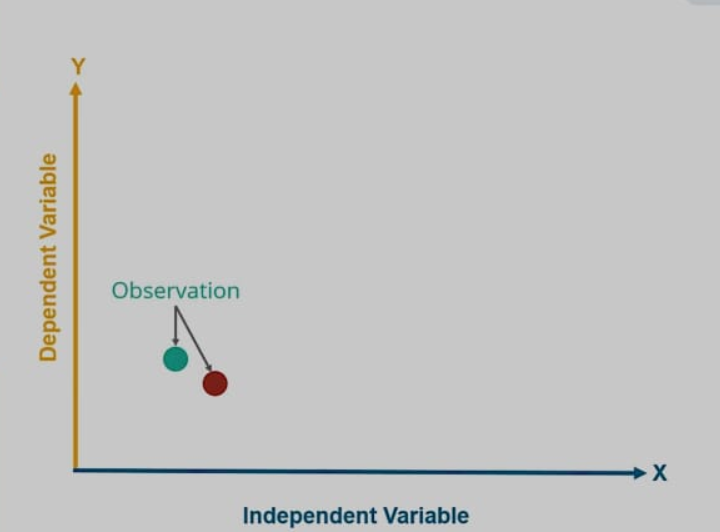 Y
Dependent Variable
Observation
X
Independent Variable